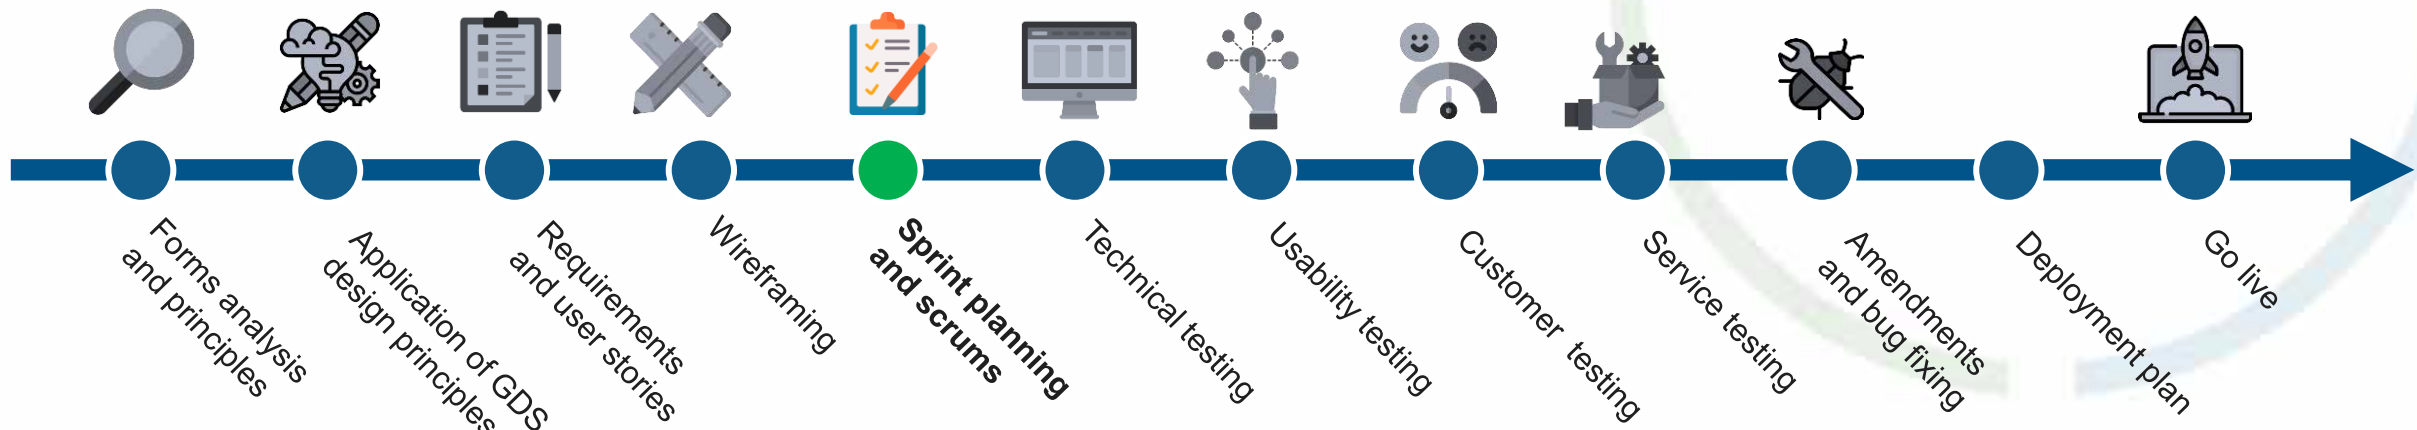 Forms analysis
and principles
Application of GDS
design principles
Requirements
and user stories
Wireframing
Sprint planning
and scrums
Technical testing
Usability testing
Customer testing
Service testing
Amendments
and bug fixing
Deployment plan
Go live